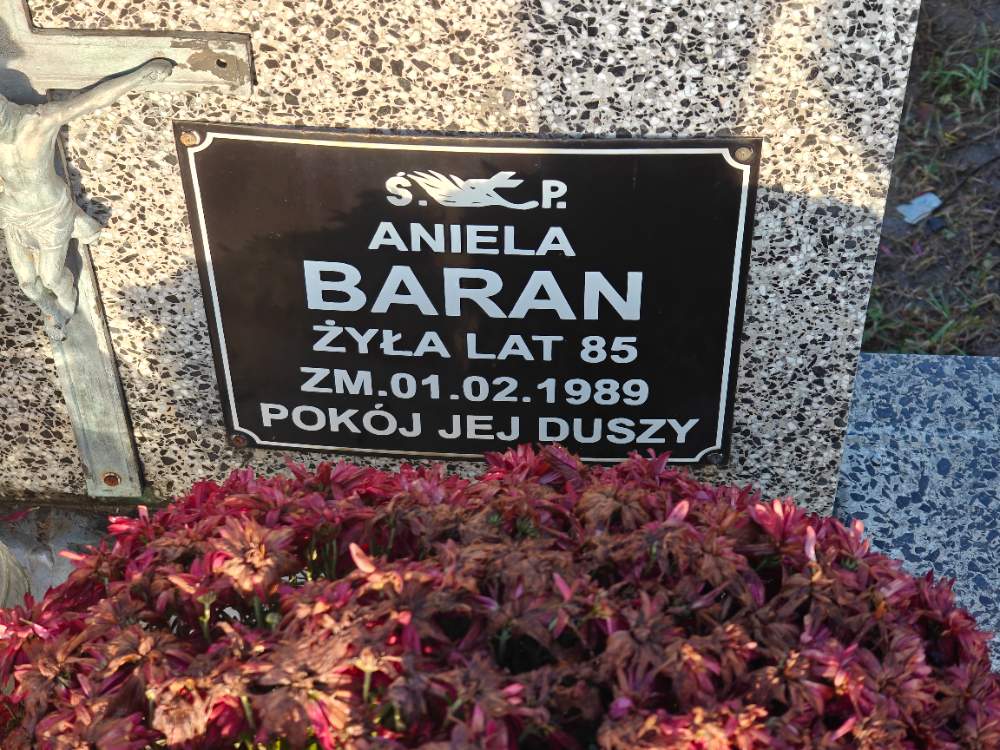 Ś. P.
ANIELA
BARAN
ŻYŁA LAT 85
ZM.01.02.1989
POKÓJ JEJ DUSZY